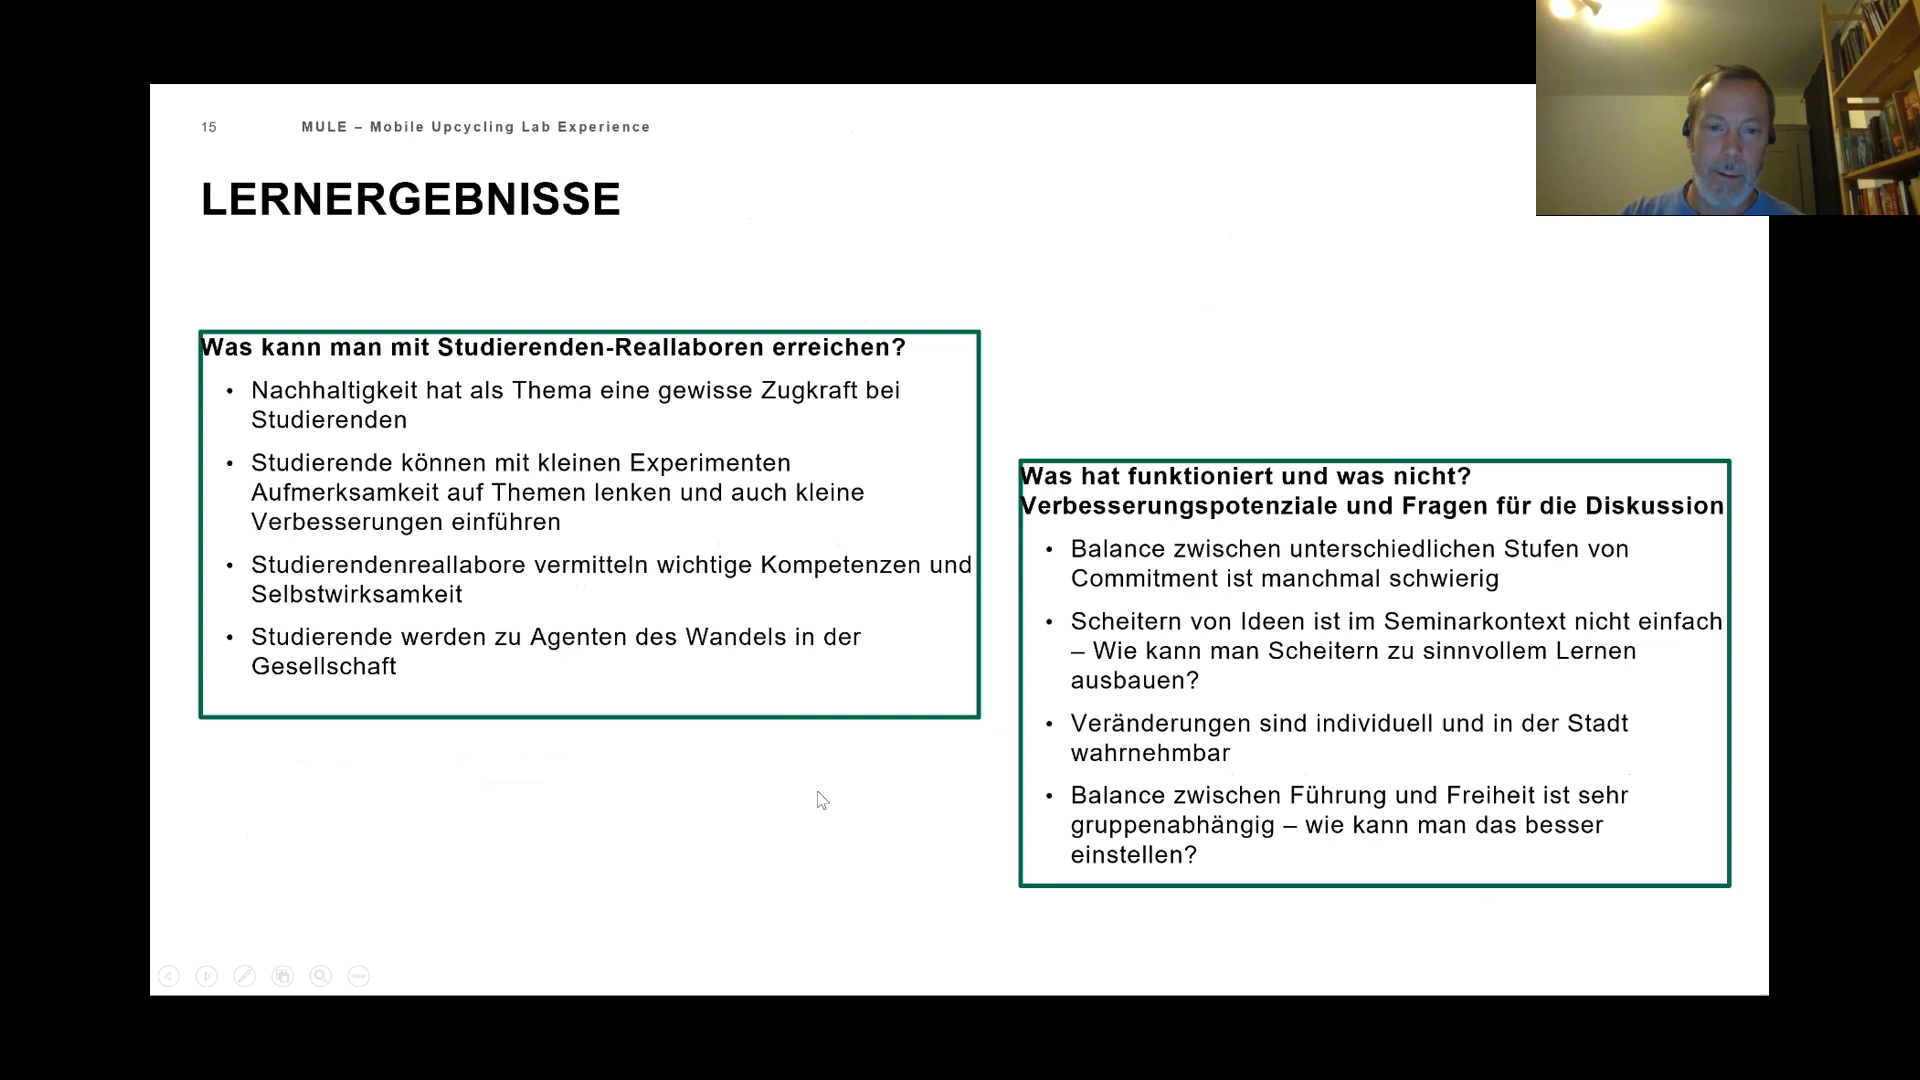 15 MULE – Mobile Upcycling Lab Experience
LERNERGEBNISSE
Was kann man mit Studierenden-Reallaboren erreichen?
• Nachhaltigkeit hat als Thema eine gewisse Zugkraft bei
Studierenden
• Studierende können mit kleinen Experimenten
Aufmerksamkeit auf Themen lenken und auch kleine
Verbesserungen einführen
• Studierendenreallabore vermitteln wichtige Kompetenzen und
Selbstwirksamkeit
• Studierende werden zu Agenten des Wandels in der
Gesellschaft
Was hat funktioniert und was nicht?
Verbesserungspotenziale und Fragen für die Diskussion
• Balance zwischen unterschiedlichen Stufen von
Commitment ist manchmal schwierig
• Scheitern von Ideen ist im Seminarkontext nicht einfach
– Wie kann man Scheitern zu sinnvollem Lernen
ausbauen?
• Veränderungen sind individuell und in der Stadt
wahrnehmbar
• Balance zwischen Führung und Freiheit ist sehr
gruppenabhängig – wie kann man das besser
einstellen?